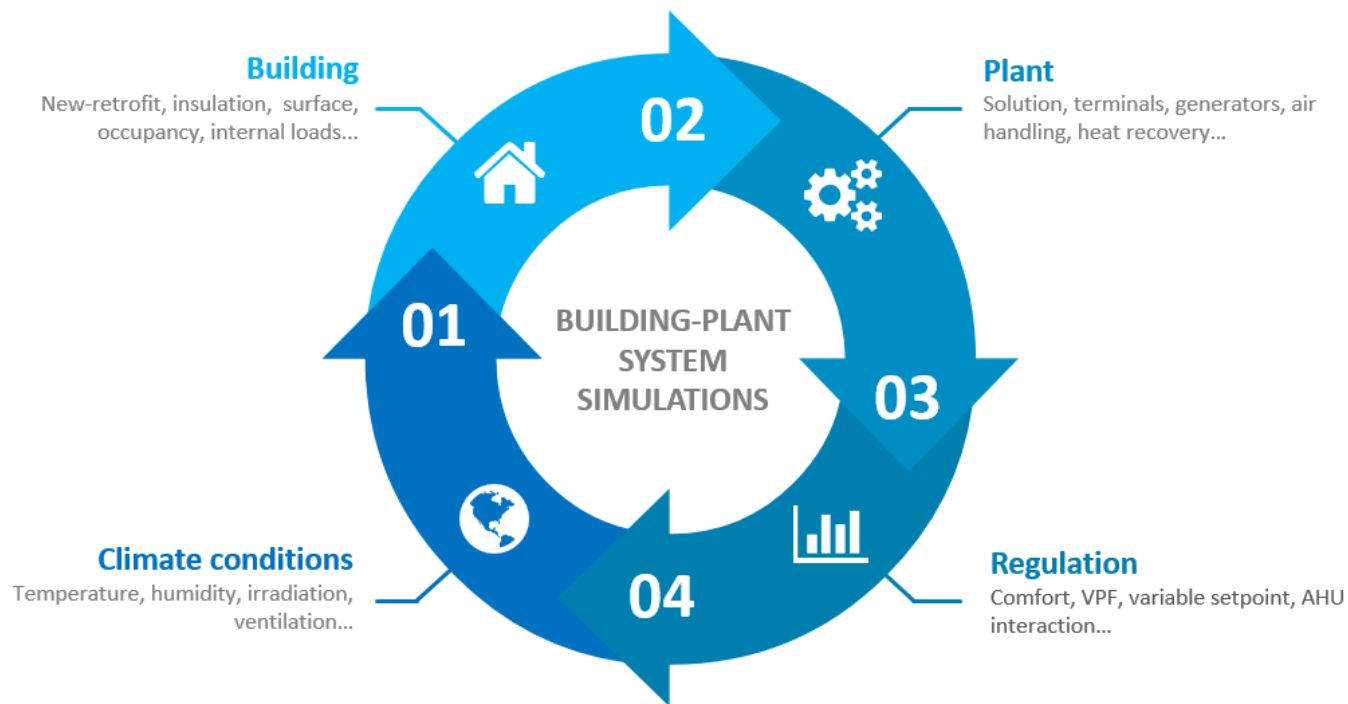 Building
New-retrofit, insulation, surface,
occupancy, internal loads...
02
Plant
Solution, terminals, generators, air
handling, heat recovery...
01
BUILDING-PLANT
SYSTEM
SIMULATIONS
03
Climate conditions
Temperature, humidity, irradiation,
ventilation...
04
Regulation
Comfort, VPF, variable setpoint, AHU
interaction...